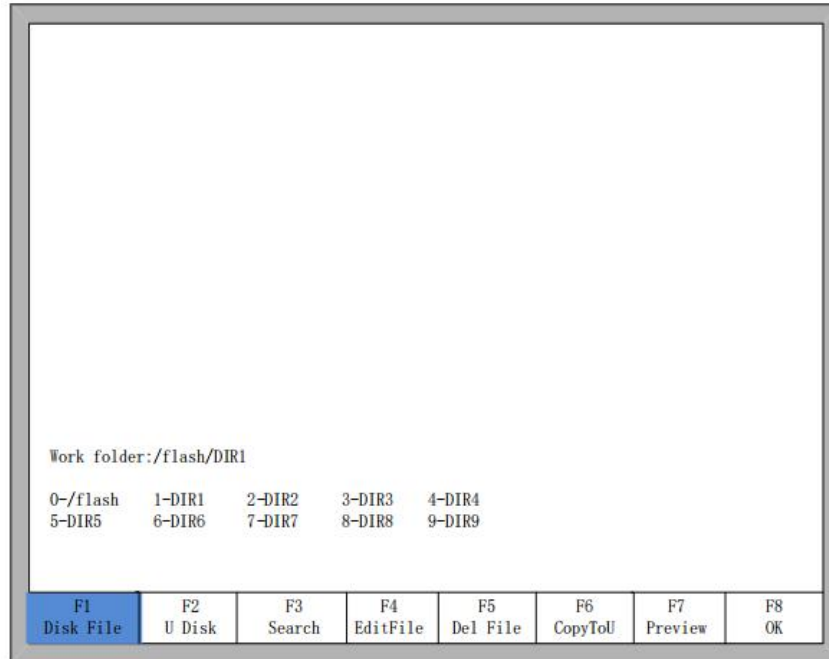 Work folder:/flash/DIR1
0-/flash 1-DIR1 2-DIR2 3-DIR3 4-DIR4
5-DIR5 6-DIR6 7-DIR7 8-DIR8 9-DIR9
F1 F2 F3 F4 F5 F6 F7 F8
Disk File U Disk Search EditFile Del File CopyToU Preview OK